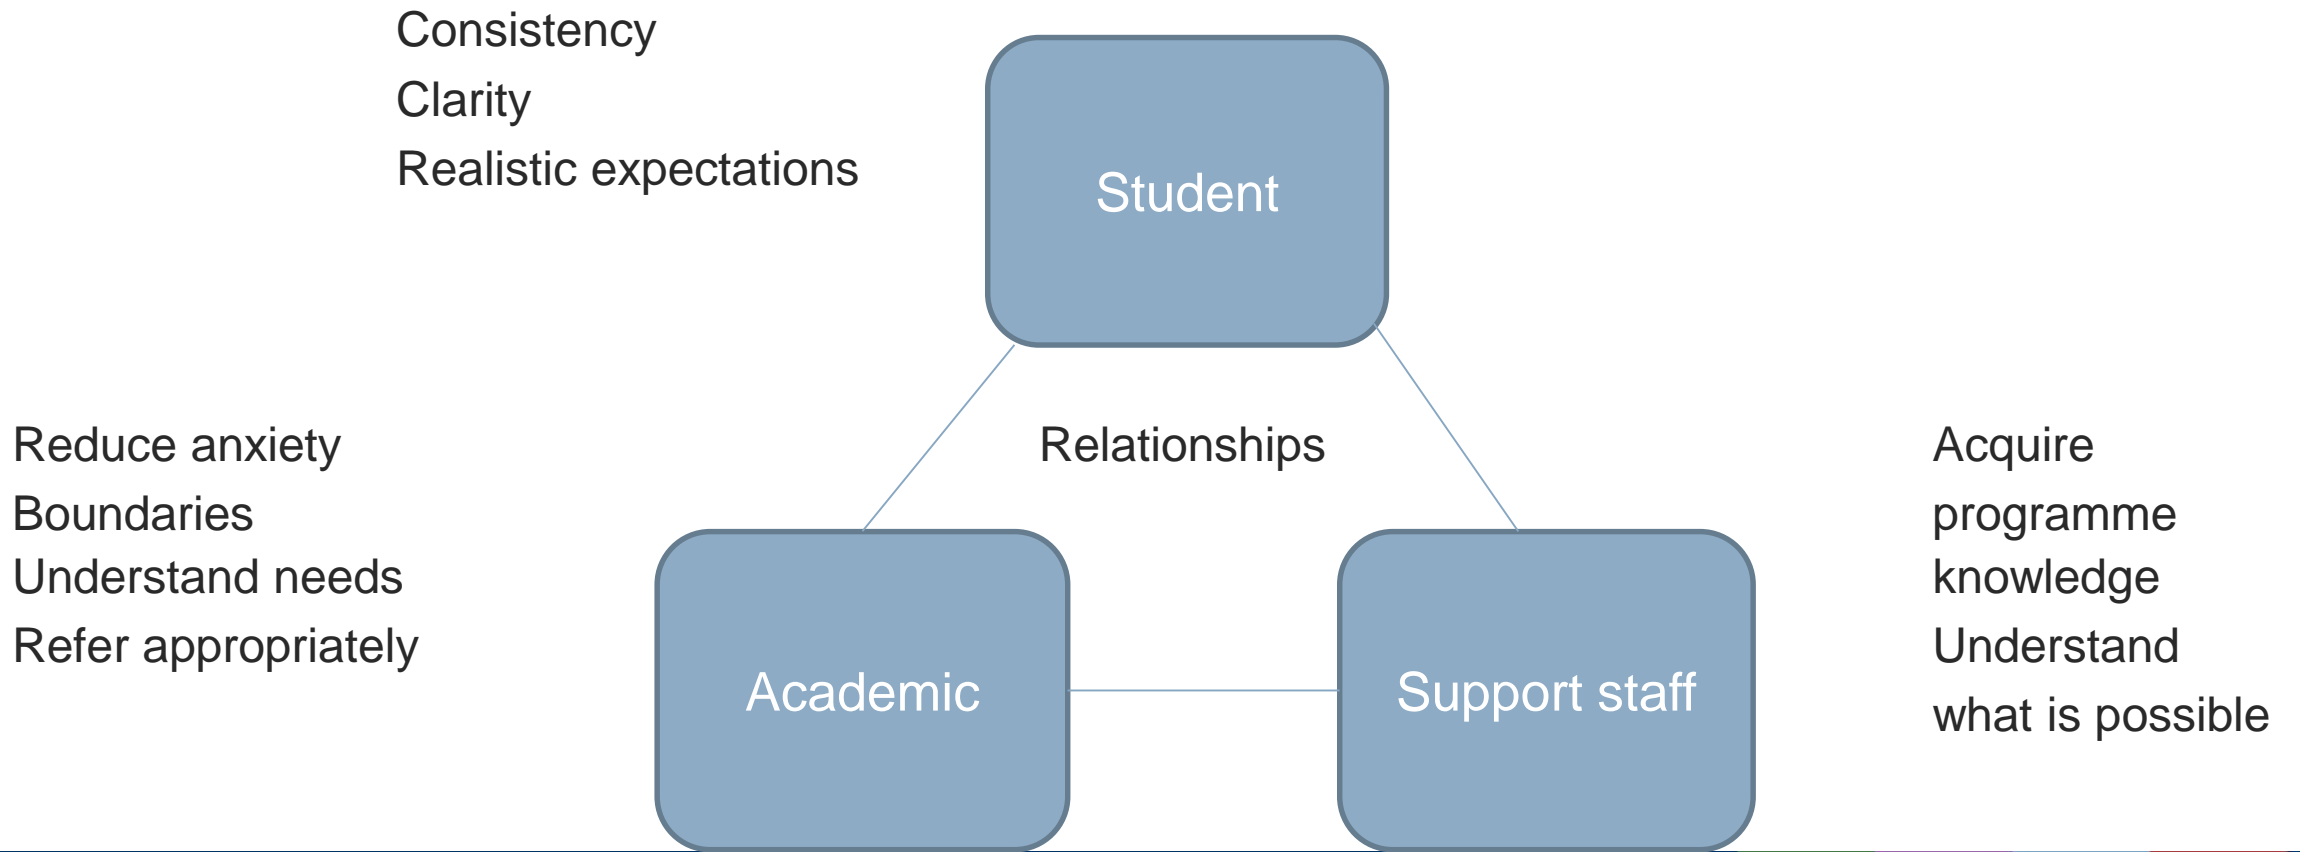 Consistency
Clarity
Realistic expectations
Student
Relationships
Reduce anxiety
Boundaries
Understand needs
Refer appropriately
Academic
Support staff
Acquire
programme
knowledge
Understand
what is possible